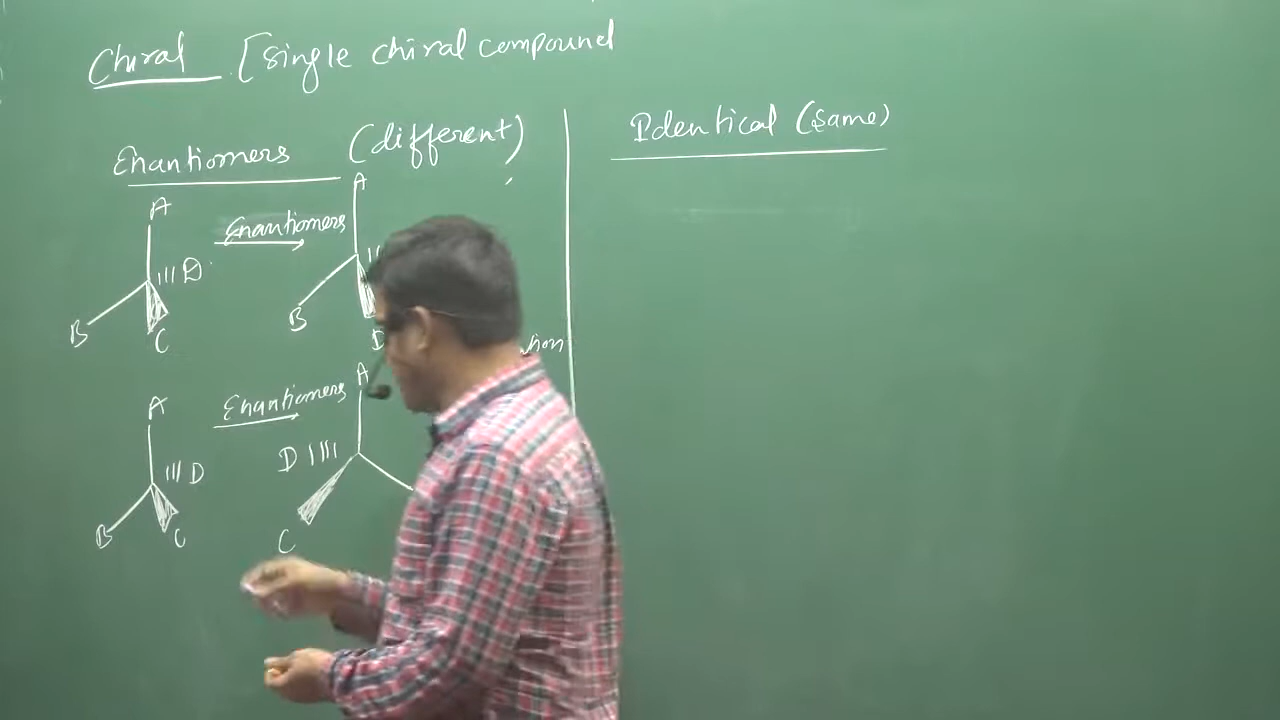 Chiral [single chiral compound
Enantiomers (different)
Identical (same)
A
D
B
C
Enantiomers
A
B
D
A
D
B
C
Enantiomers
A
D
C